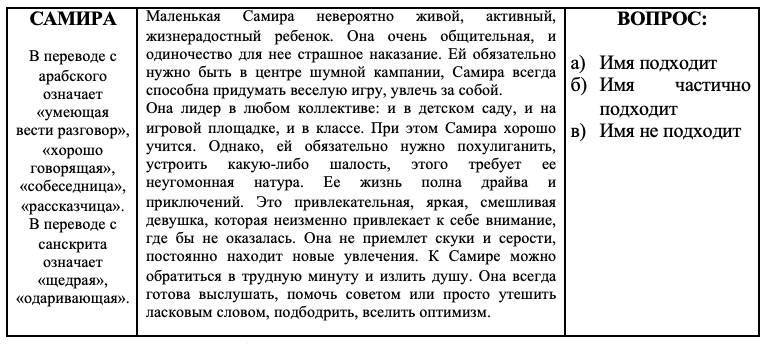 САМИРА
В переводе с
арабского
означает
«умеющая
вести разговор»,
«хорошо
говорящая»,
«собеседница»,
«рассказчица».
В переводе с
санскрита
означает
«щедрая»,
«одаривающая».
Маленькая Самира невероятно живой, активный,
жизнерадостный ребенок. Она очень общительная, и
одиночество для нее страшное наказание. Ей обязательно
нужно быть в центре шумной кампании, Самира всегда
способна придумать веселую игру, увлечь за собой.
Она лидер в любом коллективе: и в детском саду, и на
игровой площадке, и в классе. При этом Самира хорошо
учится. Однако, ей обязательно нужно похулиганить,
устроить какую-либо шалость, этого требует ее
неугомонная натура. Ее жизнь полна драйва и
приключений. Это привлекательная, яркая, смешливая
девушка, которая неизменно привлекает к себе внимание,
где бы не оказалась. Она не приемлет скуки и серости,
постоянно находит новые увлечения. К Самире можно
обратиться в трудную минуту и излить душу. Она всегда
готова выслушать, помочь советом или просто утешить
ласковым словом, подбодрить, вселить оптимизм.
ВОПРОС:
а) Имя подходит
б) Имя частично
подходит
в) Имя не подходит